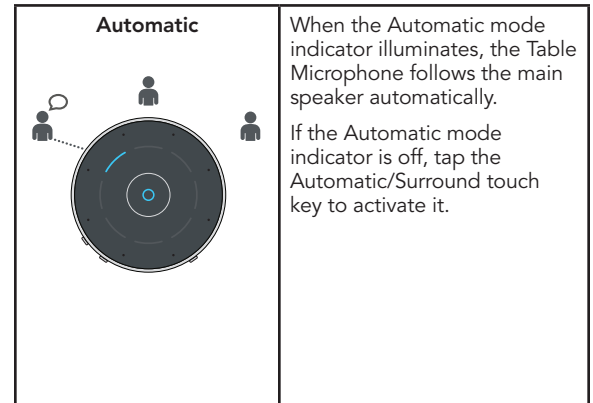 Automatic
When the Automatic mode
indicator illuminates, the Table
Microphone follows the main
speaker automatically.
If the Automatic mode
indicator is off, tap the
Automatic/Surround touch
key to activate it.